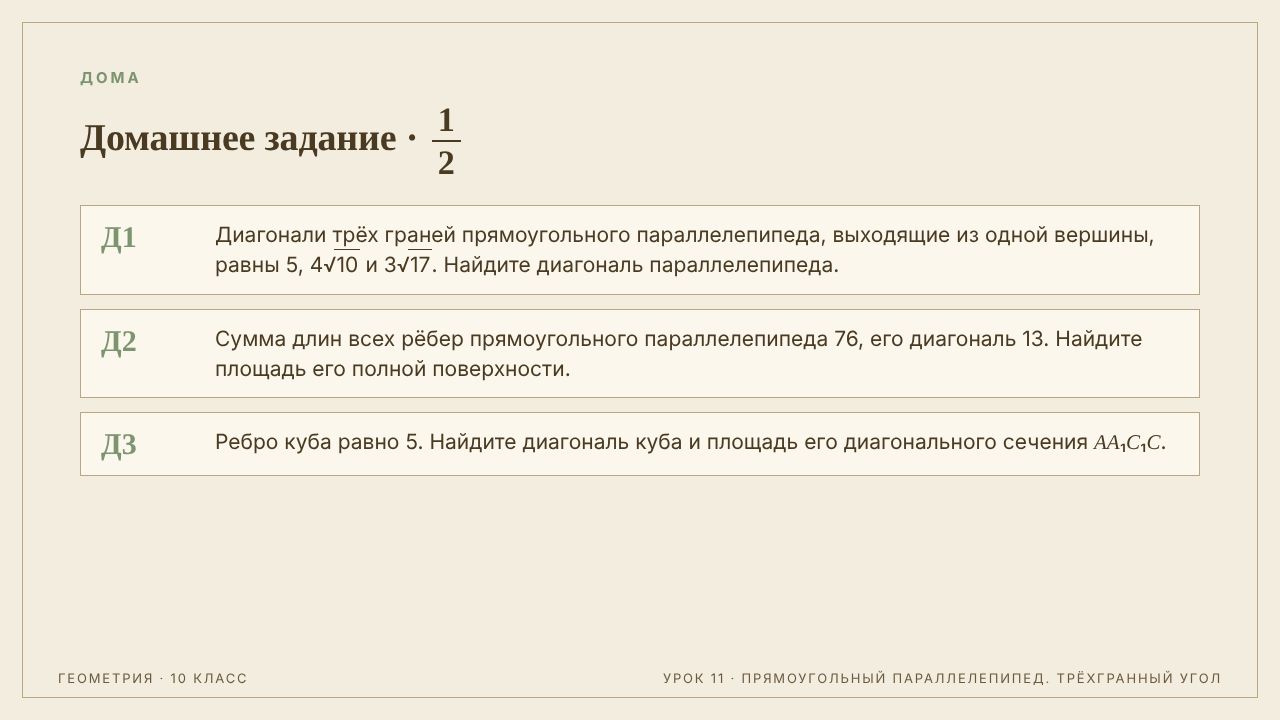 ДОМА
Домашнее задание · 1/2
Д1
Диагонали трёх граней прямоугольного параллелепипеда, выходящие из одной вершины,
равны 5, 4√10 и 3√17. Найдите диагональ параллелепипеда.
Д2
Сумма длин всех рёбер прямоугольного параллелепипеда 76, его диагональ 13. Найдите
площадь его полной поверхности.
Д3
Ребро куба равно 5. Найдите диагональ куба и площадь его диагонального сечения AA₁C₁C.
ГЕОМЕТРИЯ · 10 КЛАСС
УРОК 11 · ПРЯМОУГОЛЬНЫЙ ПАРАЛЛЕЛЕПИПЕД. ТРЁХГРАННЫЙ УГОЛ